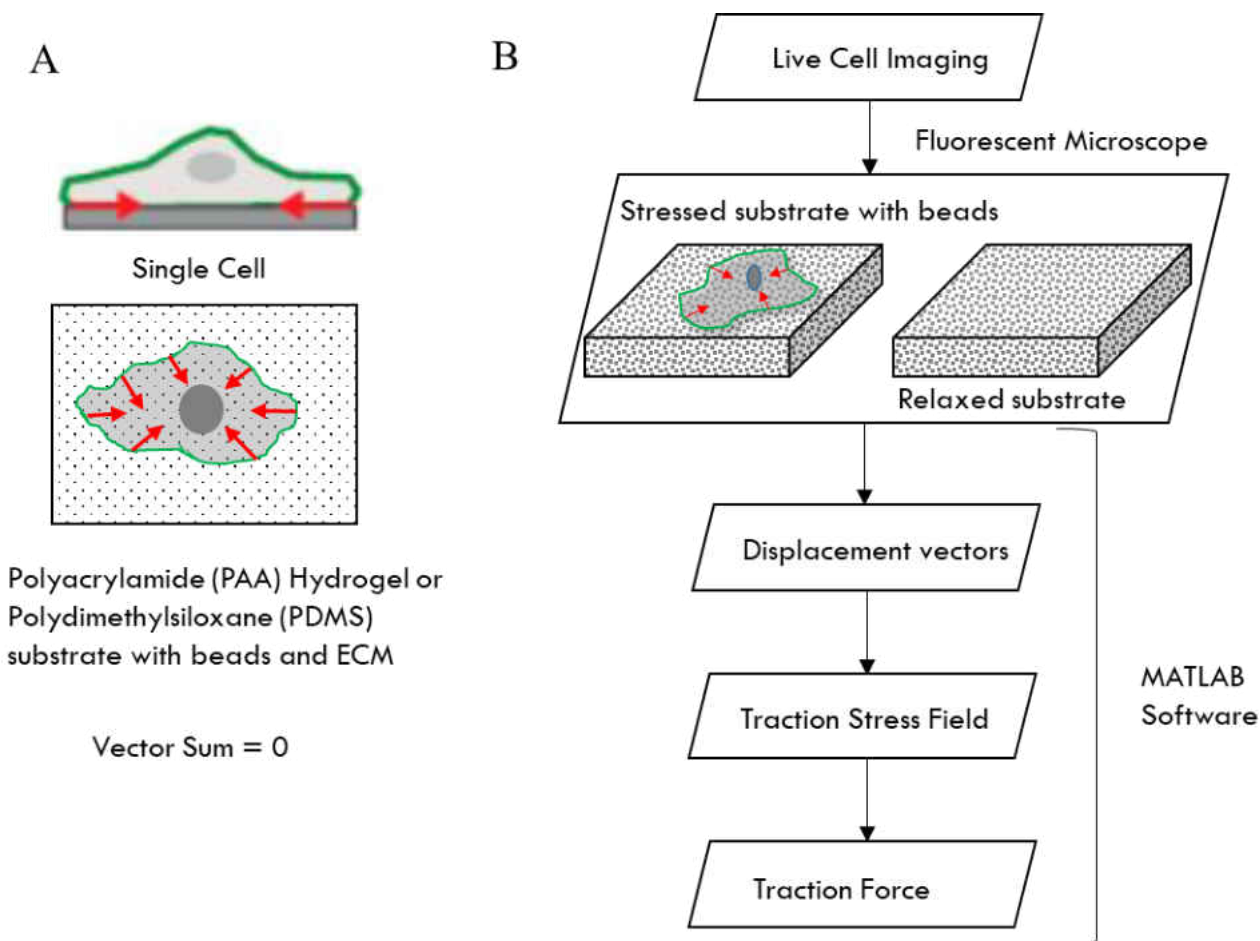 A
Single Cell
Polyacrylamide (PAA) Hydrogel or
Polydimethylsiloxane (PDMS)
substrate with beads and ECM
Vector Sum = 0
B
Live Cell Imaging
Fluorescent Microscope
Stressed substrate with beads
Relaxed substrate
Displacement vectors
Traction Stress Field
Traction Force
MATLAB
Software